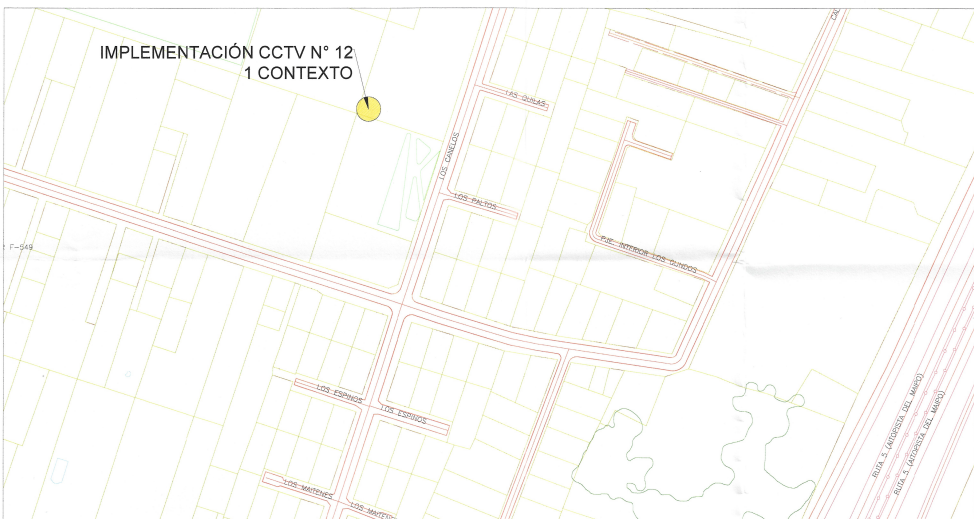 IMPLEMENTACIÓN CCTV N° 12
1 CONTEXTO
LAS QUILAS
LOS CANELOS
LOS PALTOS
F-549
PJE. INTERIOR LOS GUINDOS
LOS ESPINOS
LOS ESPINOS
LOS MAITENES
RUTA 5 (AUTOPISTA DEL MAIPO)
RUTA 5 (AUTOPISTA DEL MAIPO)